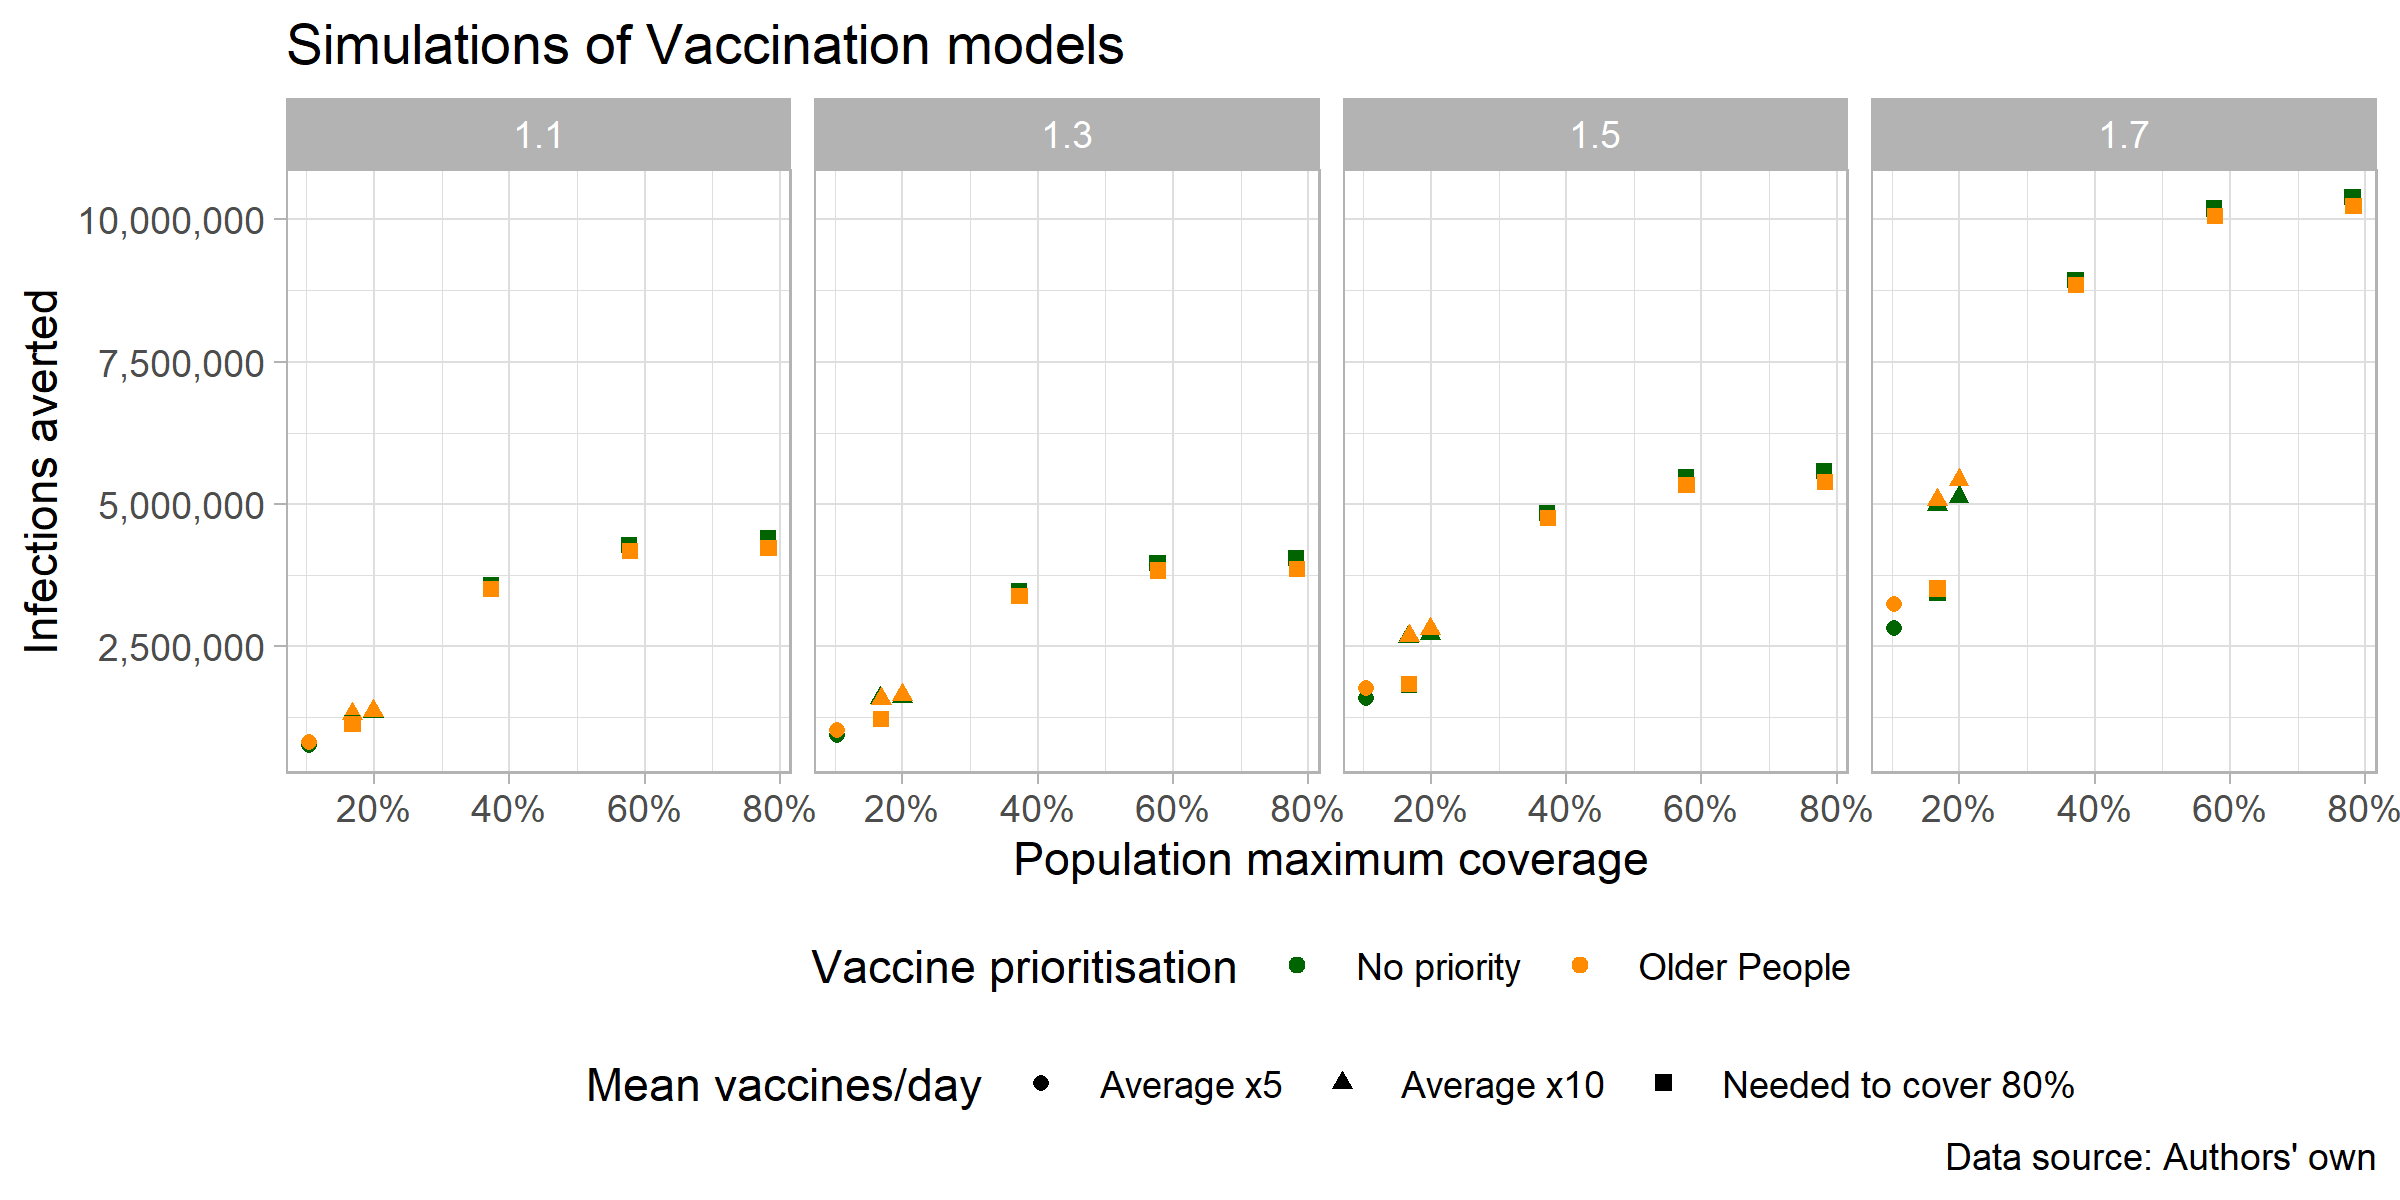 Simulations of Vaccination models
1.1 1.3 1.5 1.7
Infections averted
10,000,000
7,500,000
5,000,000
2,500,000
20% 40% 60% 80% 20% 40% 60% 80% 20% 40% 60% 80% 20% 40% 60% 80%
Population maximum coverage
Vaccine prioritisation No priority Older People
Mean vaccines/day Average x5 Average x10 Needed to cover 80%
Data source: Authors' own